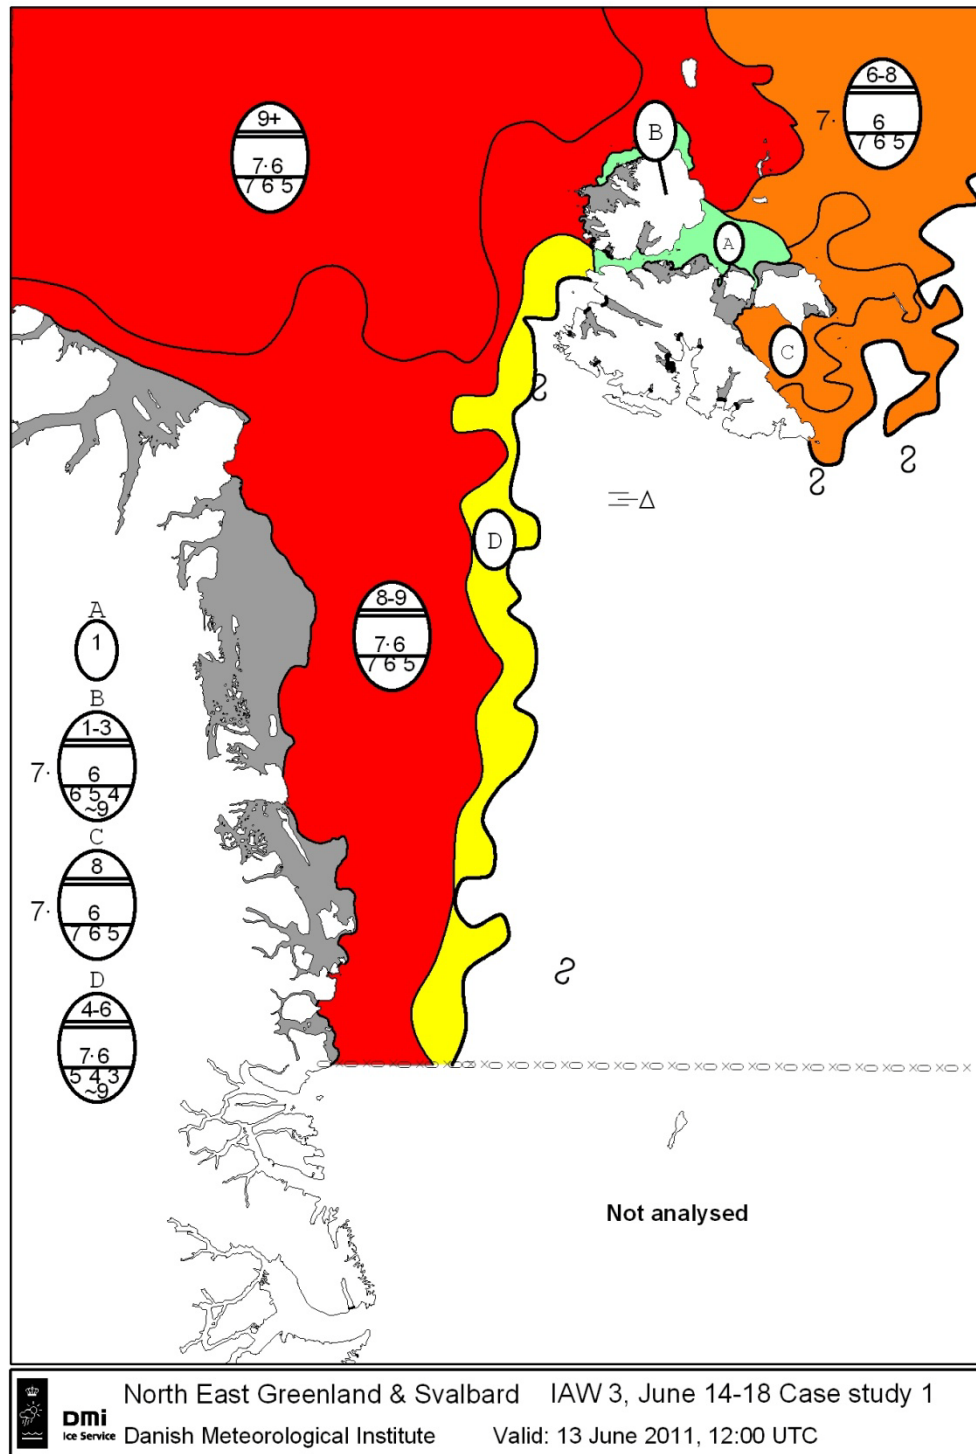 9+
7· 6
7 6 5
B
6-8
7·
6
7 6 5
A
C
D
8-9
7· 6
7 6 5
A
1
B
1-3
7·
6
6 5 4
~9
C
8
7·
6
7 6 5
D
4-6
7· 6
5 4 3
~9
Not analysed
DMi
Ice Service
North East Greenland & Svalbard IAW 3, June 14-18 Case study 1
Danish Meteorological Institute Valid: 13 June 2011, 12:00 UTC